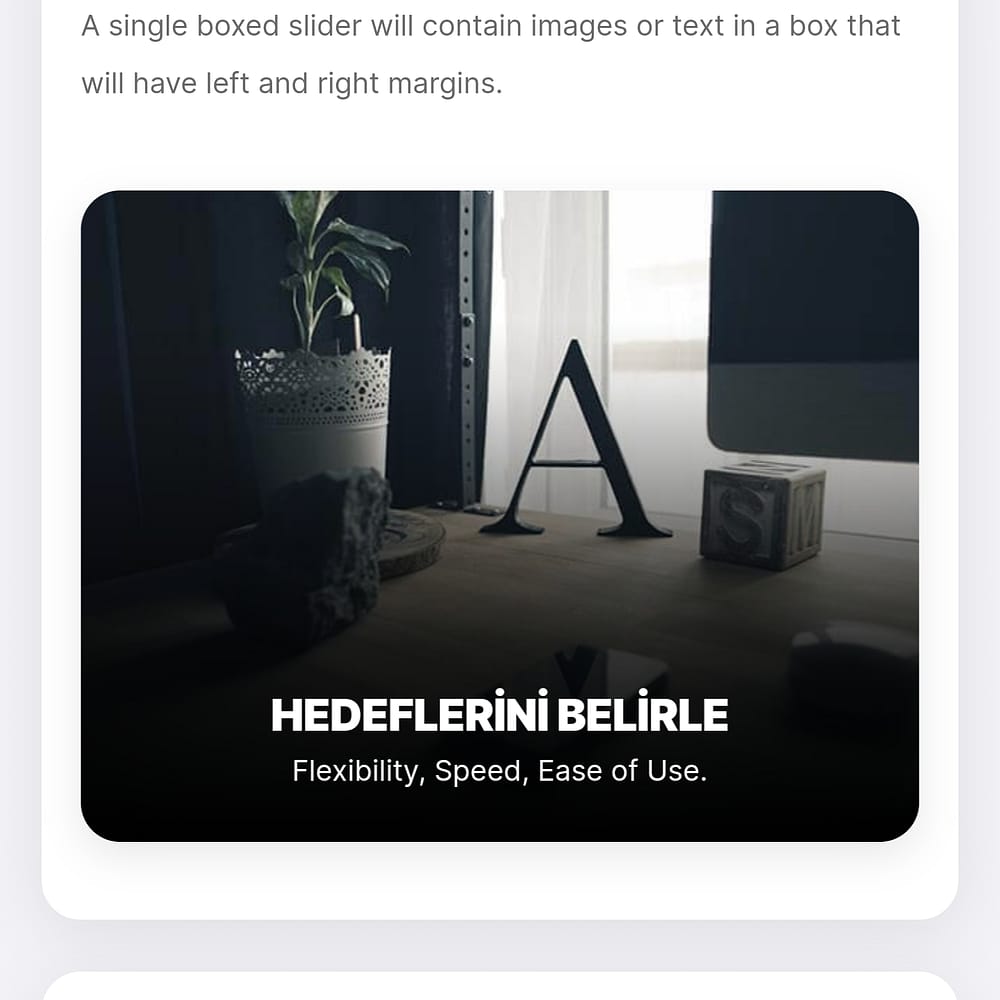 A single boxed slider will contain images or text in a box that
will have left and right margins.
A
S
M
HEDEFLERİNİ BELİRLE
Flexibility, Speed, Ease of Use.